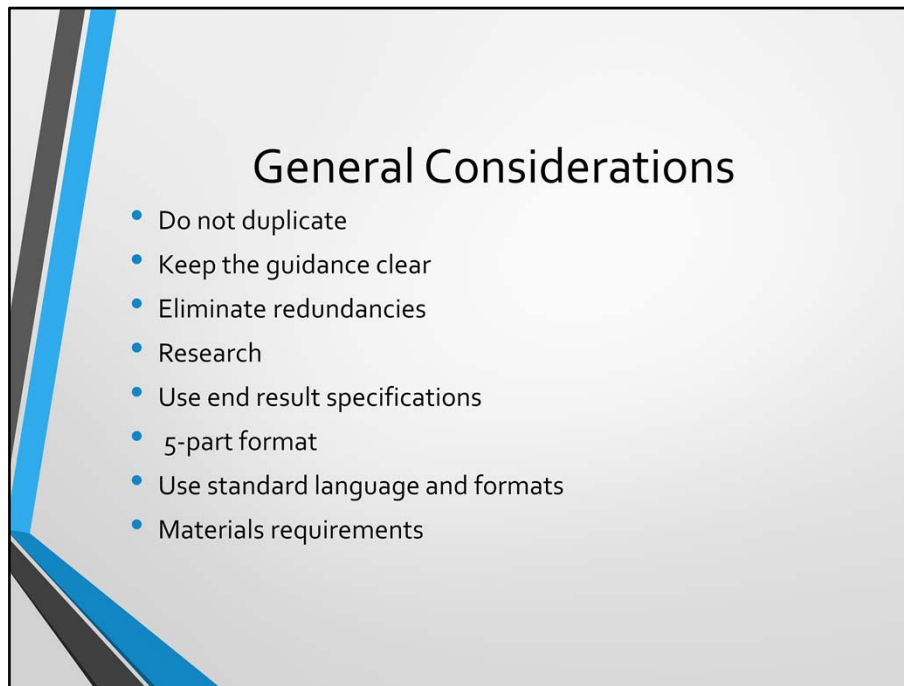 General Considerations
• Do not duplicate
• Keep the guidance clear
• Eliminate redundancies
• Research
• Use end result specifications
• 5-part format
• Use standard language and formats
• Materials requirements